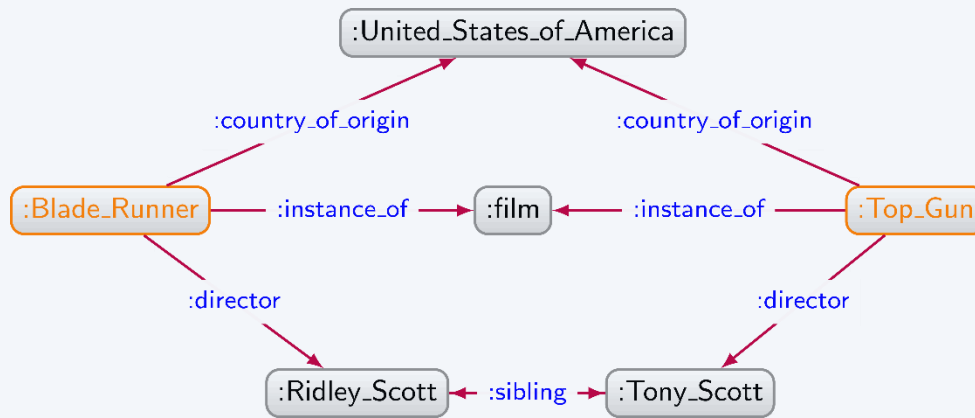 :United_States_of_America
:country_of_origin :country_of_origin
:Blade_Runner :instance_of :film :instance_of :Top_Gun
:director :director
:Ridley_Scott :sibling :Tony_Scott